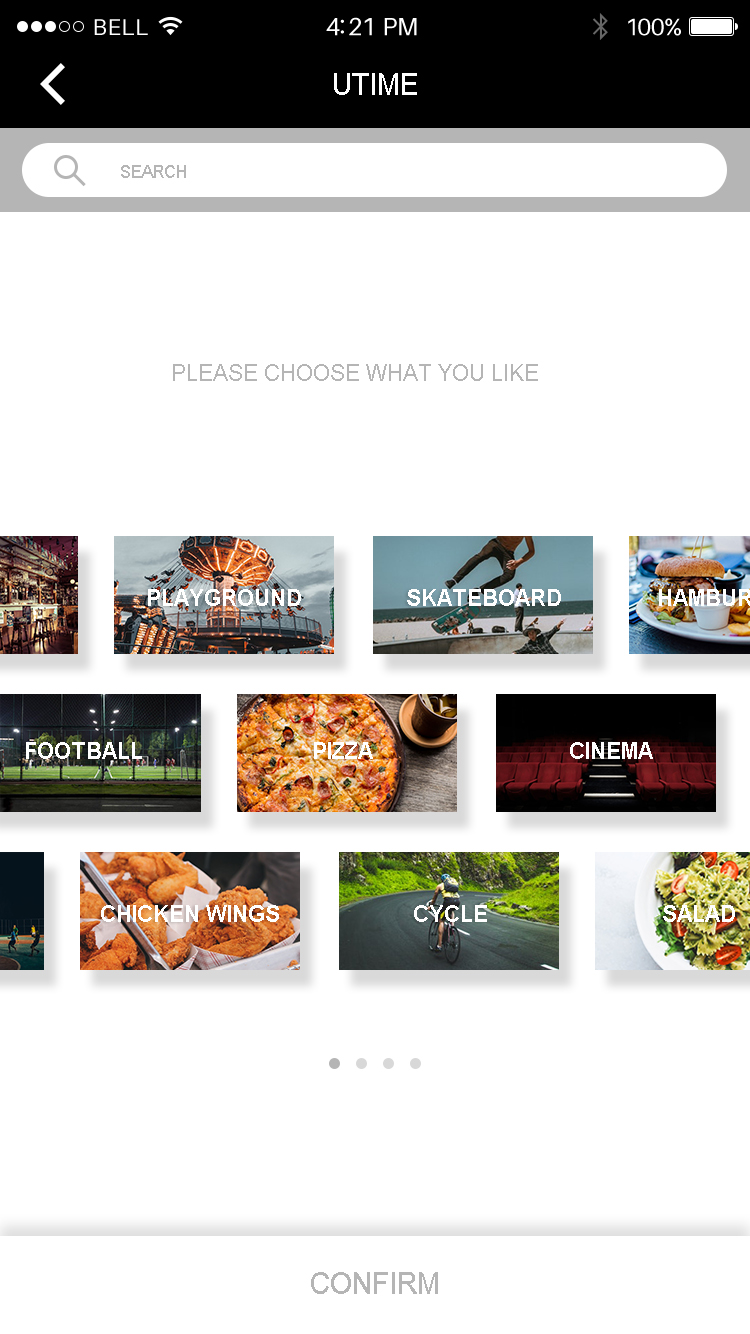 BELL 4:21 PM 100%
UTIME
SEARCH
PLEASE CHOOSE WHAT YOU LIKE
PLAYGROUND SKATEBOARD HAMBUR
FOOTBALL PIZZA CINEMA
CHICKEN WINGS CYCLE SALAD
CONFIRM